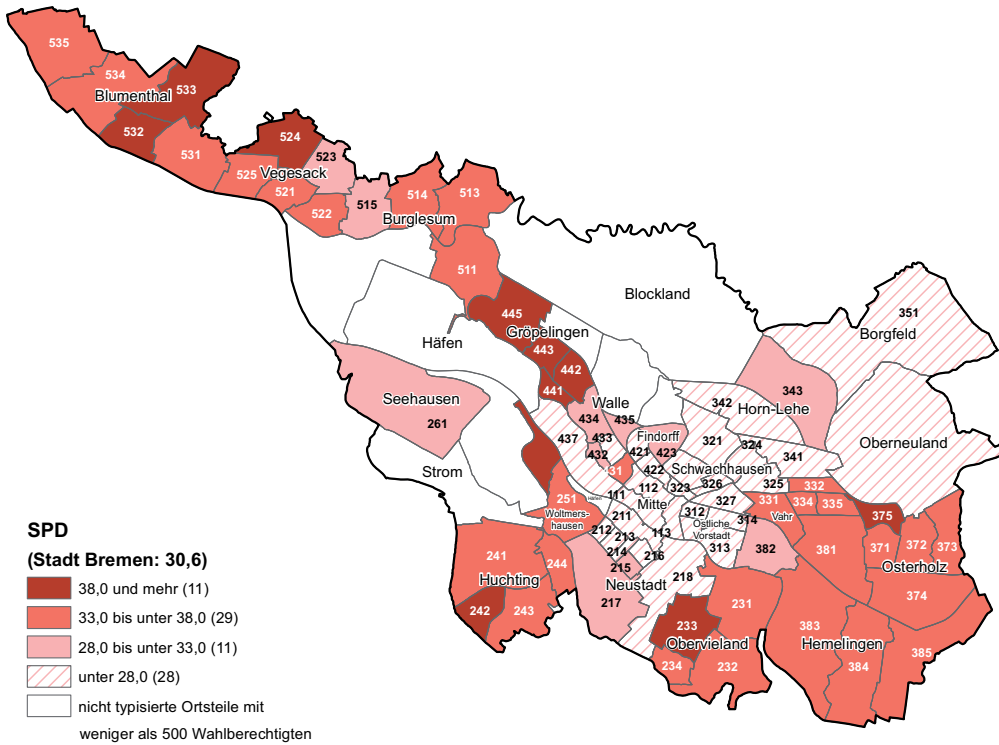 535
534
Blumenthal
533
532
531
524
523
Vegesack
525
521
522
515
514
513
Burglesum
511
Blockland
445
Gröpelingen
443
442
441
Häfen
351
Borgfeld
343
342
Horn-Lehe
Seehausen
261
Walle
434
435
433
432
437
Findorff
421
423
422
321
324
341
Oberneuland
Schwachhausen
Strom
326
325
332
323
112
111
Häfen
Mitte
327
331
334
335
Vahr
375
251
Woltmers-
hausen
211
212
213
214
215
216
113
312
Östliche
Vorstadt
313
314
382
381
371
372
373
Osterholz
374
241
Huchting
244
242
243
Neustadt
217
218
231
233
Obervieland
234
232
383
Hemelingen
384
385
SPD
(Stadt Bremen: 30,6)
38,0 und mehr (11)
33,0 bis unter 38,0 (29)
28,0 bis unter 33,0 (11)
unter 28,0 (28)
nicht typisierte Ortsteile mit
weniger als 500 Wahlberechtigten